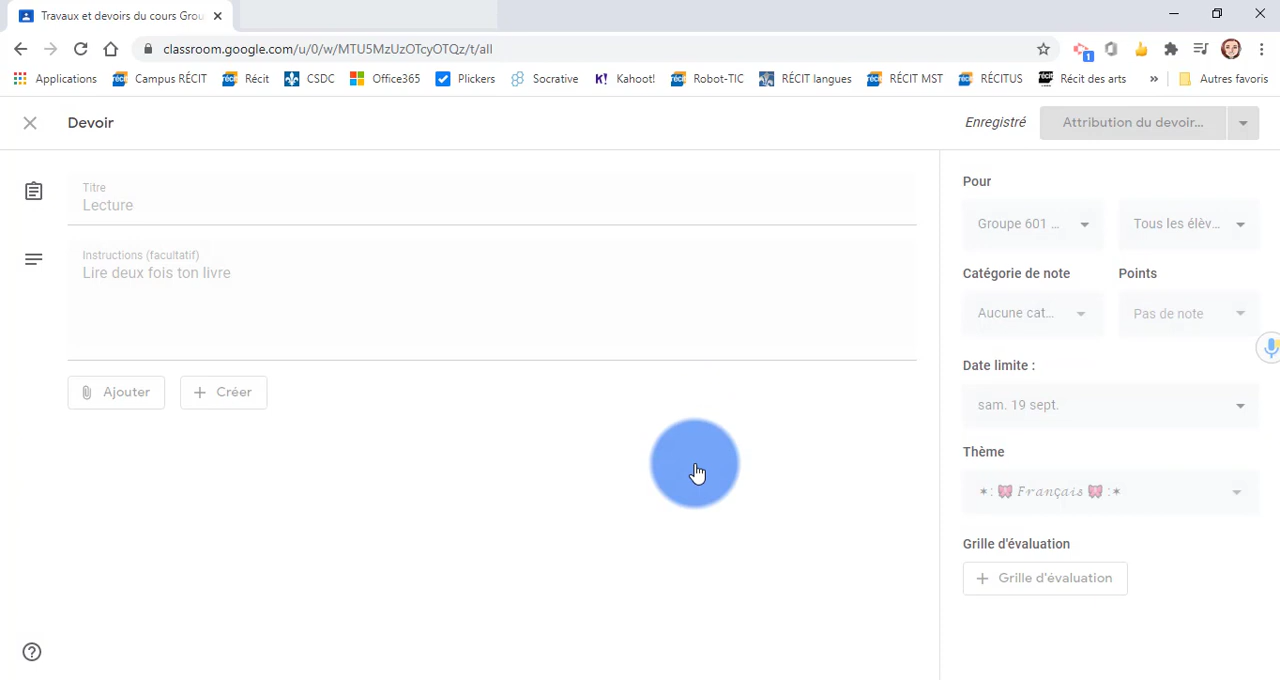 Travaux et devoirs du cours Grou
classroom.google.com/u/0/w/MTU5MzUzOTcyOTQz/t/all
Applications Campus RÉCIT Récit CSDC Office365 Plickers Socrative K! Kahoot! Robot-TIC RÉCIT langues RÉCIT MST RÉCITUS Récit des arts » Autres favoris
1
Devoir
Enregistré
Attribution du devoir...
Titre
Lecture
Instructions (facultatif)
Lire deux fois ton livre
Ajouter
Créer
Pour
Groupe 601 ...
Tous les élèv...
Catégorie de note
Points
Aucune cat...
Pas de note
Date limite :
sam. 19 sept.
Thème
✶: 🎀 𝐹𝓇𝒶𝓃ç𝒶𝒾𝓈 🎀 :✶
Grille d'évaluation
+ Grille d'évaluation